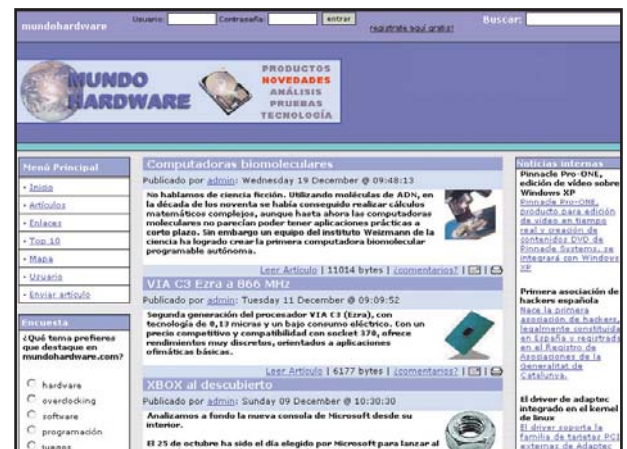 mundohardware
Usuario:
Contraseña:
entrar
registrate aquí gratis!
Buscar:
MUNDO
HARDWARE
PRODUCTOS
NOVEDADES
ANÁLISIS
PRUEBAS
TECNOLOGÍA
Menú Principal
· Inicio
· Artículos
· Enlaces
· Top 10
· Mapa
· Usuario
· Enviar artículo
Encuesta
¿Qué tema prefieres
que destaque en
mundohardware.com?
hardware
overclocking
software
programación
juegos
Computadoras biomoleculares
Publicado por admin: Wednesday 19 December @ 09:48:13
No hablamos de ciencia ficción. Utilizando moléculas de ADN, en
la década de los noventa se había conseguido realizar cálculos
matemáticos complejos, aunque hasta ahora las computadoras
moleculares no parecían poder tener aplicaciones prácticas a
corto plazo. Sin embargo un equipo del instituto Weizmann de la
ciencia ha logrado crear la primera computadora biomolecular
programable autónoma.
Leer Artículo | 11014 bytes | ¿comentarios? |
VIA C3 Ezra a 866 MHz
Publicado por admin: Tuesday 11 December @ 09:09:52
Segunda generación del procesador VIA C3 (Ezra), con
tecnología de 0,13 micras y un bajo consumo eléctrico. Con un
precio competitivo y compatibilidad con socket 370, ofrece
rendimientos muy discretos, orientados a aplicaciones
ofimáticas básicas.
Leer Artículo | 6177 bytes | ¿comentarios? |
XBOX al descubierto
Publicado por admin: Sunday 09 December @ 10:30:30
Analizamos a fondo la nueva consola de Microsoft desde su
interior.
El 25 de octubre ha sido el día elegido por Microsoft para lanzar al
Noticias internas
Pinnacle Pro-ONE,
edición de vídeo sobre
Windows XP
Pinnacle Pro-ONE,
producto para edición
de vídeo en tiempo
real y creación de
contenidos DVD de
Pinnacle Systems, se
integrará con Windows
XP
Primera asociación de
hackers española
Nace la primera
asociación de hackers,
legalmente constituida
en España y registrada
en el Registro de
Asociaciones de la
Generalitat de
Catalunya.
El driver de adaptec
integrado en el kernel
de linux
El driver soporta la
familia de tarjetas PCI
externas de Adaptec